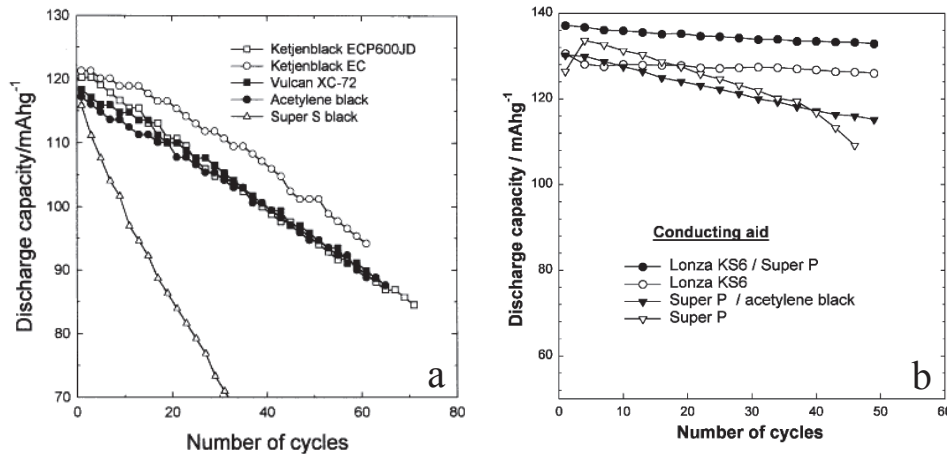 Discharge capacity/mAhg⁻¹
130
120
110
100
90
80
70
Ketjenblack ECP600JD
Ketjenblack EC
Vulcan XC-72
Acetylene black
Super S black
a
0 20 40 60 80
Number of cycles
Discharge capacity / mAhg⁻¹
140
120
100
80
60
Conducting aid
Lonza KS6 / Super P
Lonza KS6
Super P / acetylene black
Super P
b
0 10 20 30 40 50
Number of cycles